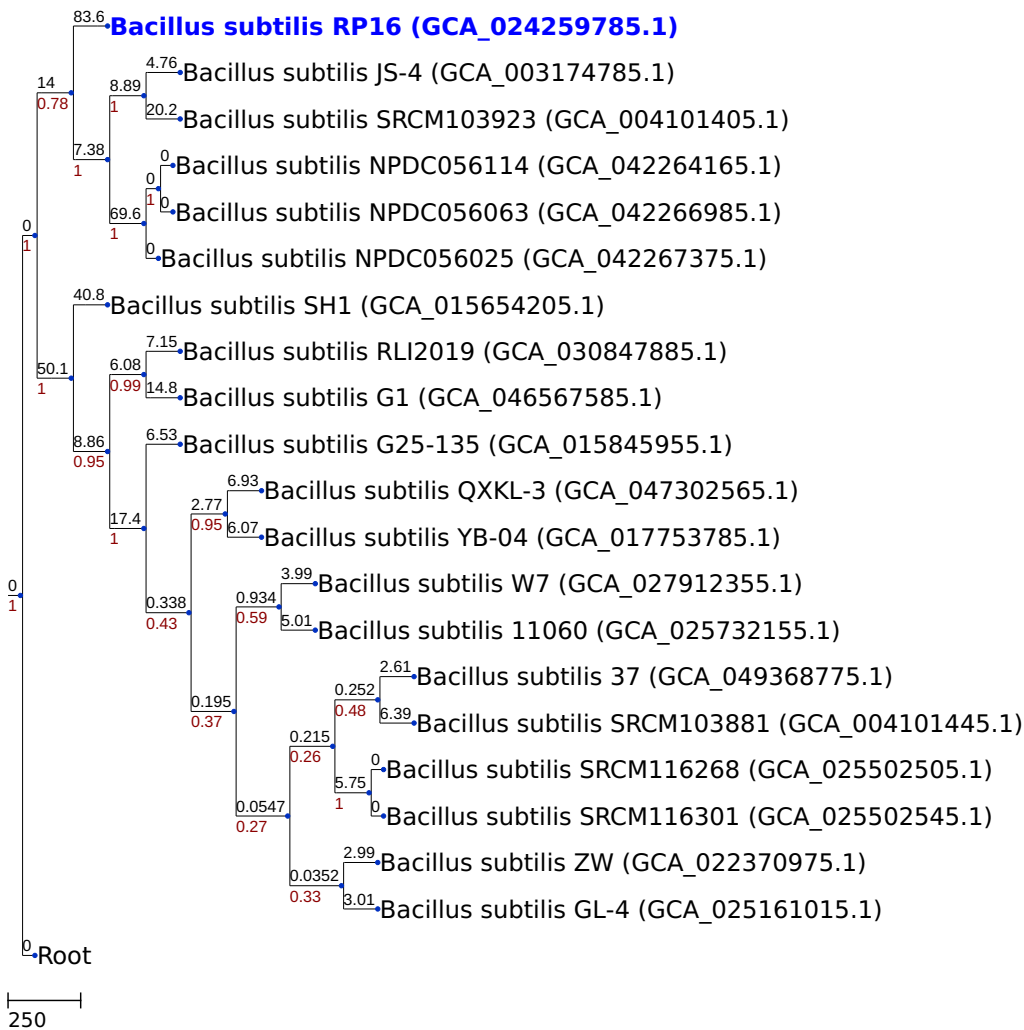 83.6
Bacillus subtilis RP16 (GCA_024259785.1)
4.76
Bacillus subtilis JS-4 (GCA_003174785.1)
14
8.89
0.78
1
20.2
Bacillus subtilis SRCM103923 (GCA_004101405.1)
7.38
0
Bacillus subtilis NPDC056114 (GCA_042264165.1)
1
0
1
0
Bacillus subtilis NPDC056063 (GCA_042266985.1)
69.6
0
1
1
0
Bacillus subtilis NPDC056025 (GCA_042267375.1)
40.8
Bacillus subtilis SH1 (GCA_015654205.1)
7.15
Bacillus subtilis RLI2019 (GCA_030847885.1)
50.1
6.08
1
0.99
14.8
Bacillus subtilis G1 (GCA_046567585.1)
8.86
6.53
Bacillus subtilis G25-135 (GCA_015845955.1)
0.95
6.93
Bacillus subtilis QXKL-3 (GCA_047302565.1)
17.4
2.77
1
0.95
6.07
Bacillus subtilis YB-04 (GCA_017753785.1)
3.99
Bacillus subtilis W7 (GCA_027912355.1)
0
1
0.338
0.934
0.43
0.59
5.01
Bacillus subtilis 11060 (GCA_025732155.1)
2.61
Bacillus subtilis 37 (GCA_049368775.1)
0.195
0.252
0.37
0.48
6.39
Bacillus subtilis SRCM103881 (GCA_004101445.1)
0.215
0.26
0
Bacillus subtilis SRCM116268 (GCA_025502505.1)
5.75
1
0
Bacillus subtilis SRCM116301 (GCA_025502545.1)
0.0547
0.27
2.99
Bacillus subtilis ZW (GCA_022370975.1)
0.0352
0.33
3.01
Bacillus subtilis GL-4 (GCA_025161015.1)
0
Root
250